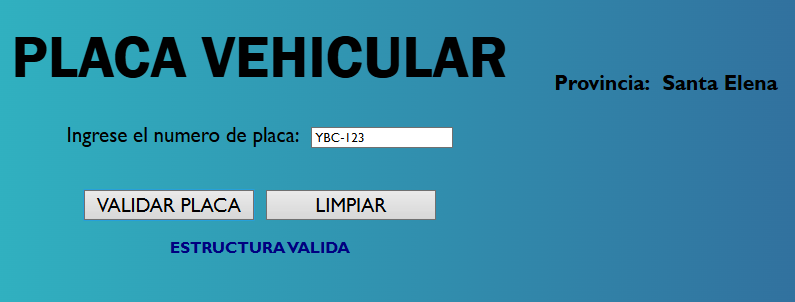 PLACA VEHICULAR
Provincia: Santa Elena
Ingrese el numero de placa: YBC-123
VALIDAR PLACA LIMPIAR
ESTRUCTURA VALIDA